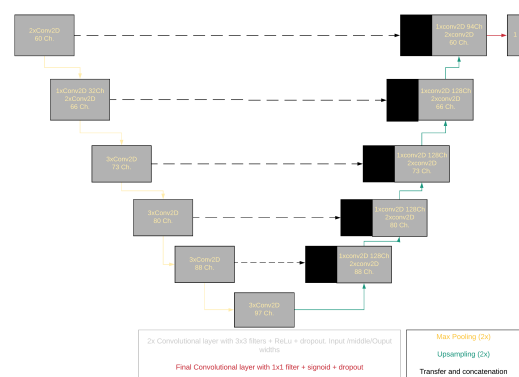 2xConv2D
60 Ch.
1xconv2D 94Ch
2xconv2D
60 Ch.
1
1xConv2D 32Ch
2xConv2D
66 Ch.
1xconv2D 128Ch
2xconv2D
66 Ch.
3xConv2D
73 Ch.
1xconv2D 128Ch
2xconv2D
73 Ch.
3xConv2D
80 Ch.
1xconv2D 128Ch
2xconv2D
80 Ch.
3xConv2D
88 Ch.
1xconv2D 128Ch
2xconv2D
88 Ch.
3xConv2D
97 Ch.
2x Convolutional layer with 3x3 filters + ReLu + dropout. Input /middle/Ouput
widths
Final Convolutional layer with 1x1 filter + signoid + dropout
Max Pooling (2x)
Upsampling (2x)
Transfer and concatenation